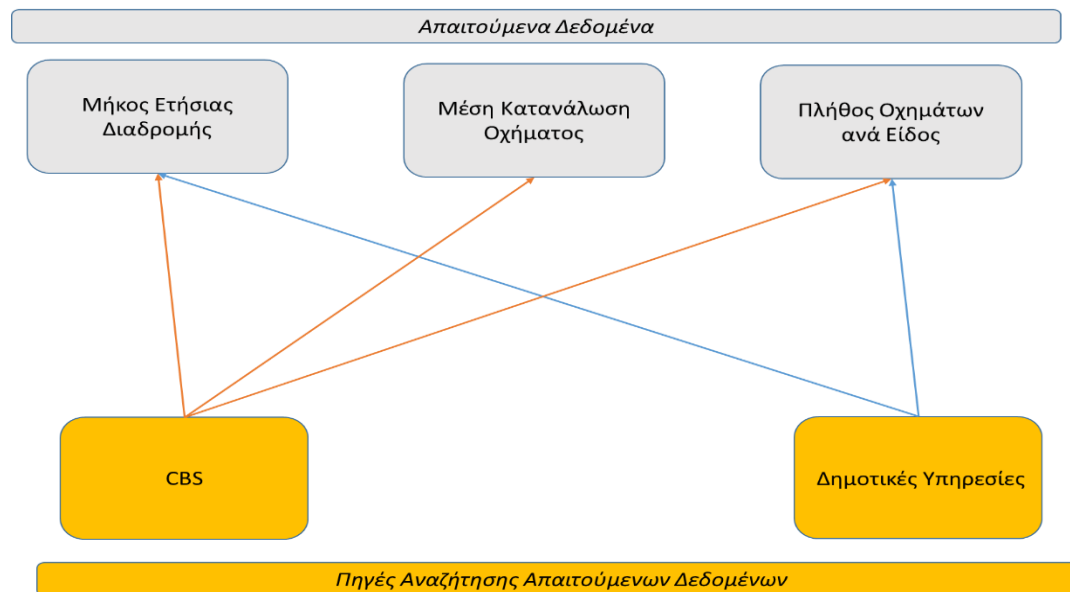 Απαιτούμενα Δεδομένα
Μήκος Ετήσιας
Διαδρομής
Μέση Κατανάλωση
Οχήματος
Πλήθος Οχημάτων
ανά Είδος
CBS
Δημοτικές Υπηρεσίες
Πηγές Αναζήτησης Απαιτούμενων Δεδομένων